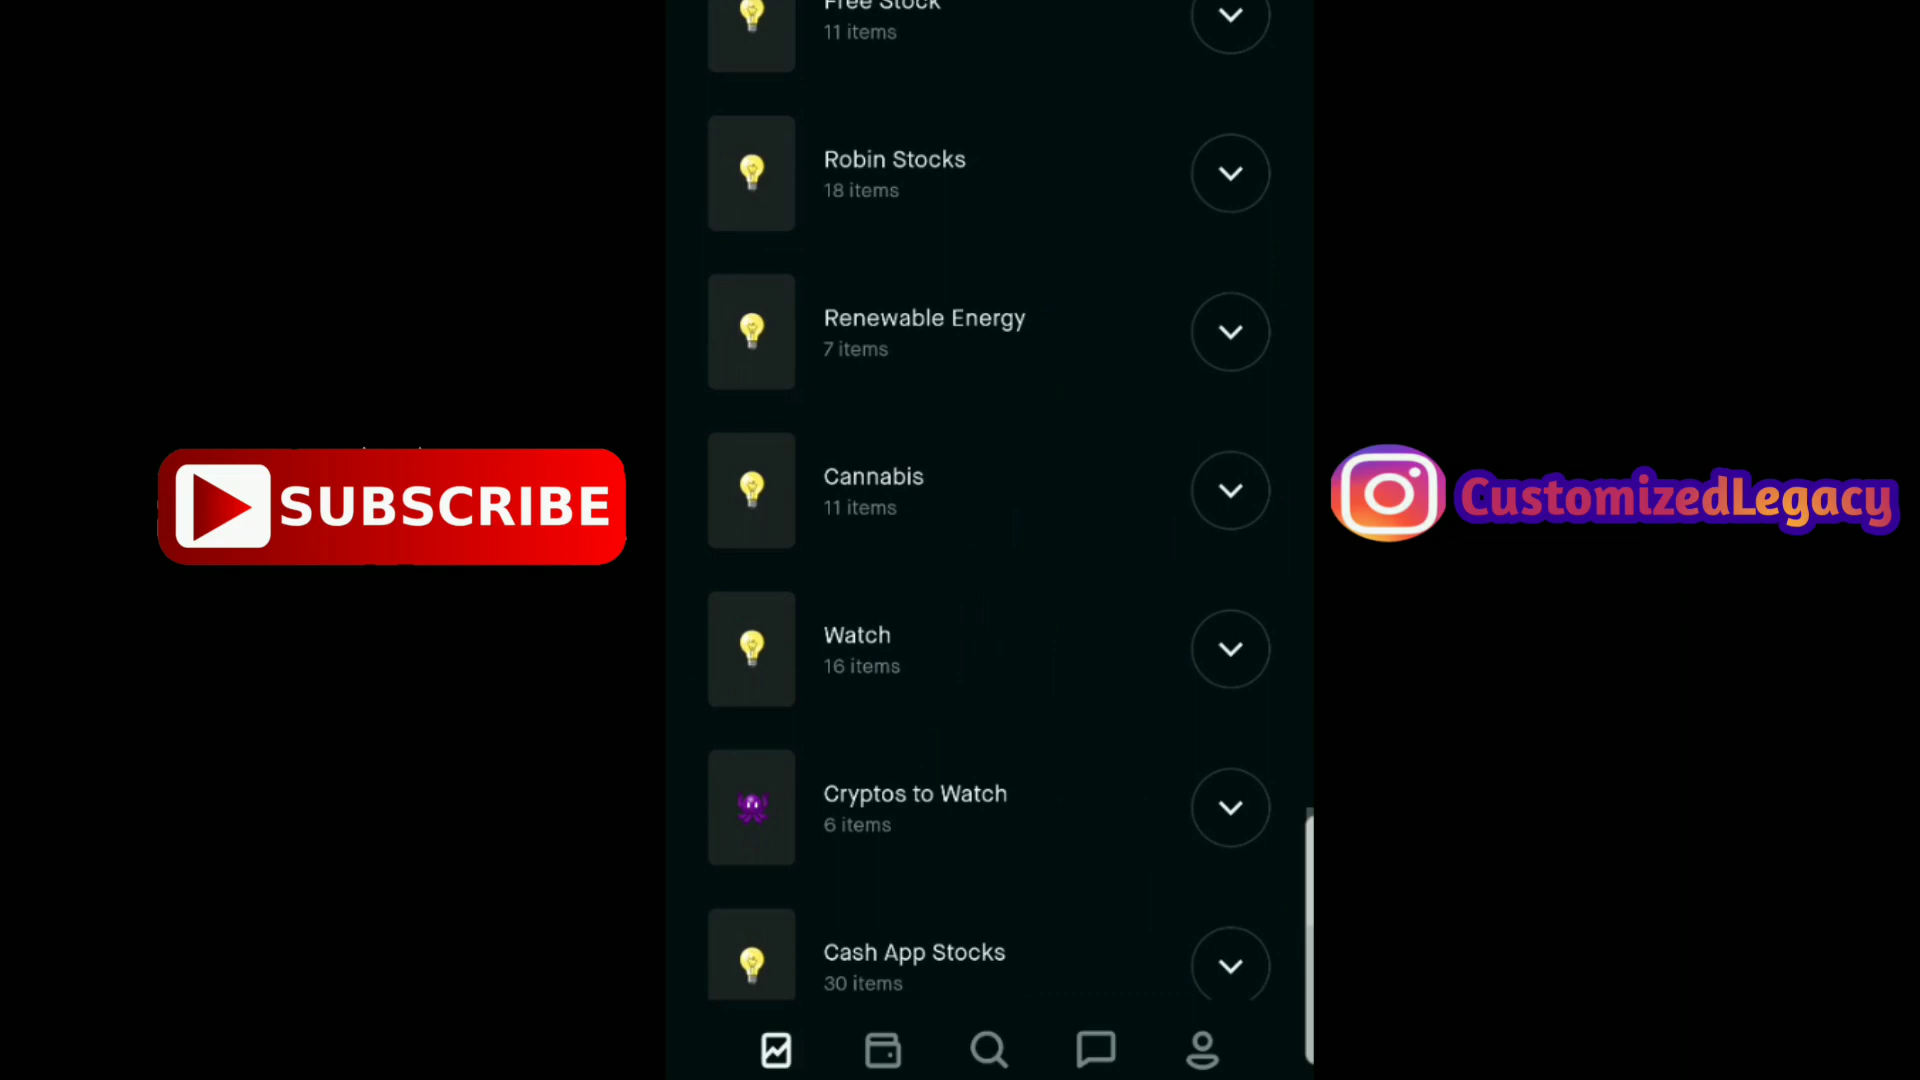 Free Stock
11 items
Robin Stocks
18 items
Renewable Energy
7 items
Cannabis
11 items
SUBSCRIBE
CustomizedLegacy
Watch
16 items
Cryptos to Watch
6 items
Cash App Stocks
30 items